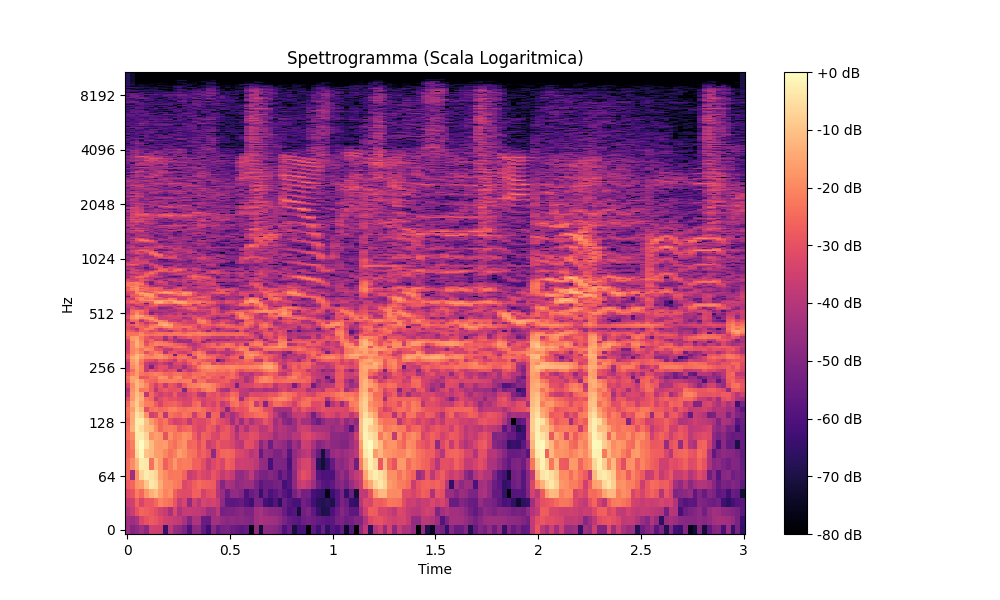 Spettrogramma (Scala Logaritmica)
Hz
8192
4096
2048
1024
512
256
128
64
0
0
0.5
1
1.5
2
2.5
3
Time
+0 dB
-10 dB
-20 dB
-30 dB
-40 dB
-50 dB
-60 dB
-70 dB
-80 dB